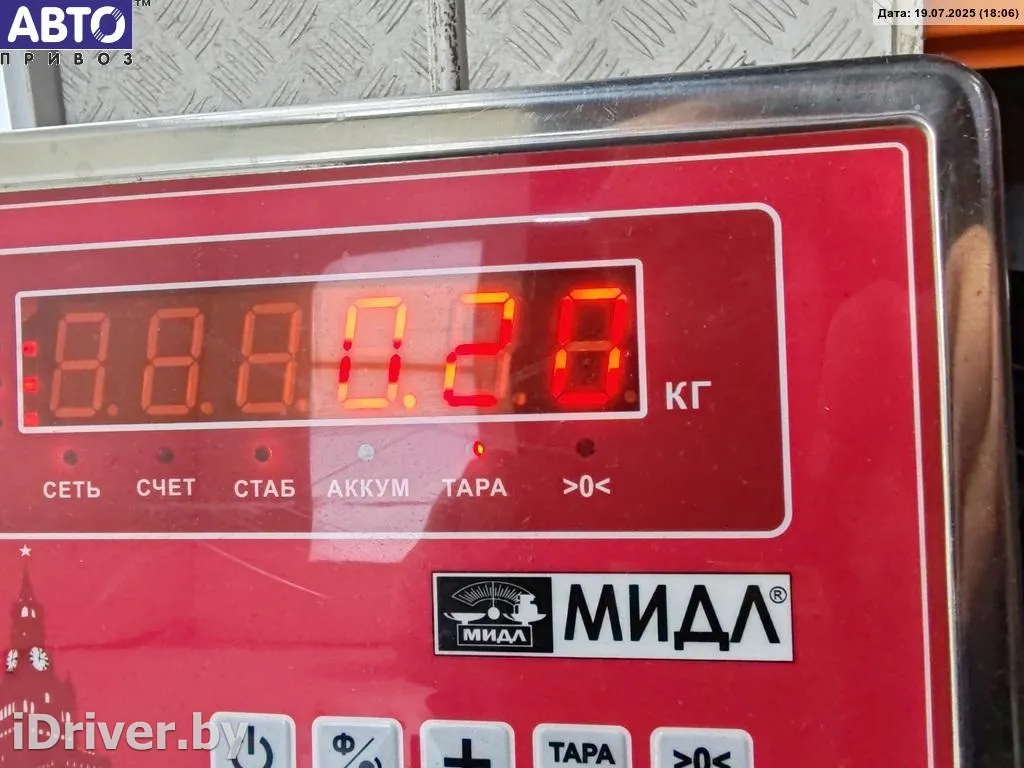 АВТО™
ПРИВОЗ
Дата: 19.07.2025 (18:06)
0.20
КГ
СЕТЬ СЧЕТ СТАБ АККУМ ТАРА >0<
МИДЛ МИДЛ®
Ф ТАРА >0<
iDriver.by